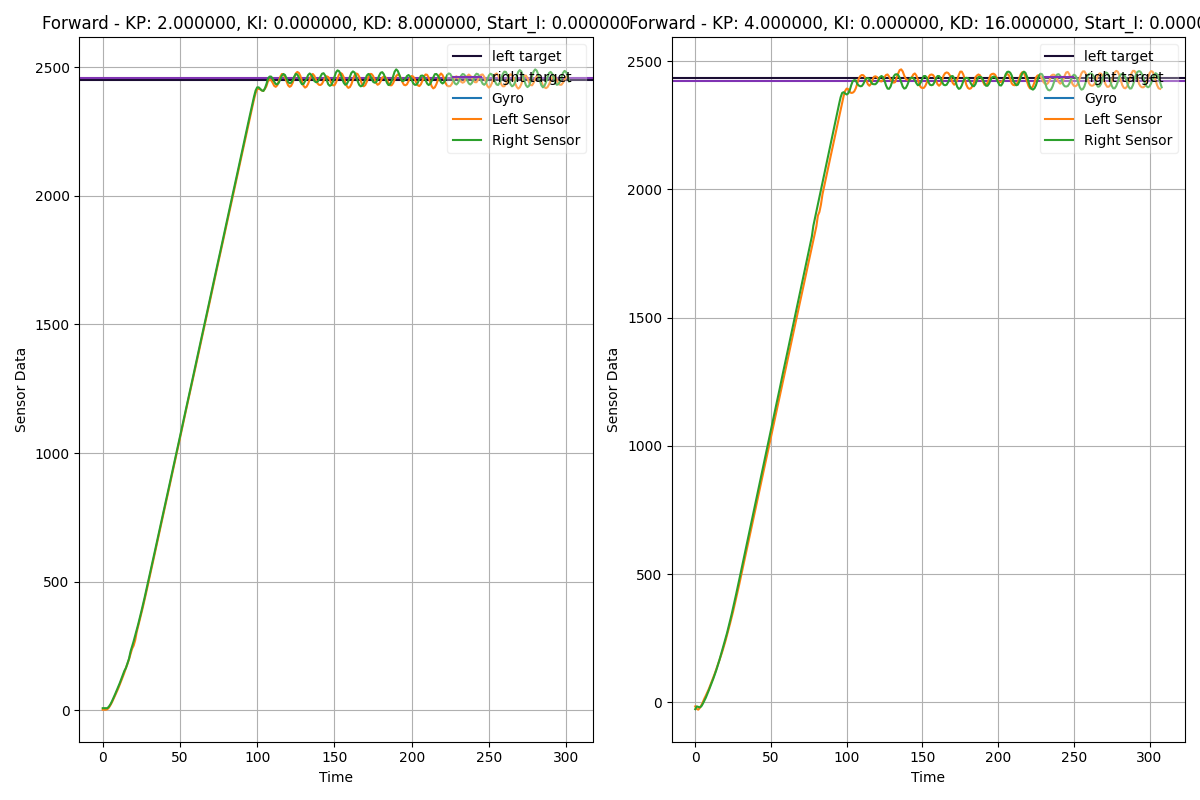 Forward - KP: 2.000000, KI: 0.000000, KD: 8.000000, Start_I: 0.000000
Forward - KP: 4.000000, KI: 0.000000, KD: 16.000000, Start_I: 0.0000
left target
right target
Gyro
Left Sensor
Right Sensor
2500
2000
1500
1000
500
0
Sensor Data
0 50 100 150 200 250 300
Time
left target
right target
Gyro
Left Sensor
Right Sensor
2500
2000
1500
1000
500
0
Sensor Data
0 50 100 150 200 250 300
Time